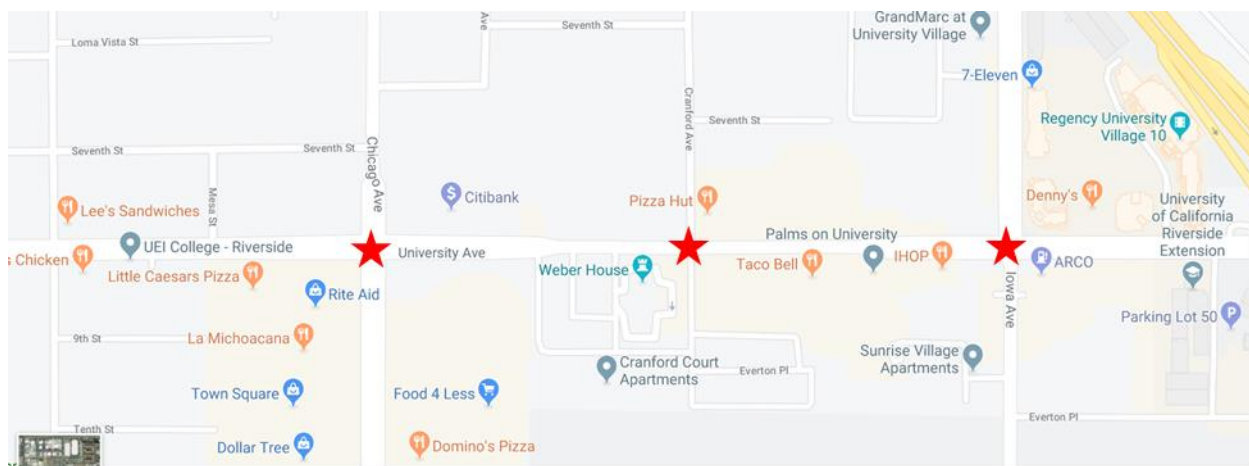 GrandMarc at
University Village
Ave
Seventh St
Loma Vista St
7-Eleven
Cranford Ave
Regency University
Village 10
Seventh St
Seventh St
Seventh St
Chicago Ave
Mesa St
Citibank
Pizza Hut
Denny's
Lee's Sandwiches
University
of California
Riverside
Extension
UEI College - Riverside
University Ave
Palms on University
s Chicken
Little Caesars Pizza
Weber House
Taco Bell
IHOP
ARCO
Iowa Ave
Rite Aid
Parking Lot 50
9th St
La Michoacana
Cranford Court
Apartments
Everton Pl
Sunrise Village
Apartments
Town Square
Food 4 Less
Everton Pl
Tenth St
Dollar Tree
Domino's Pizza